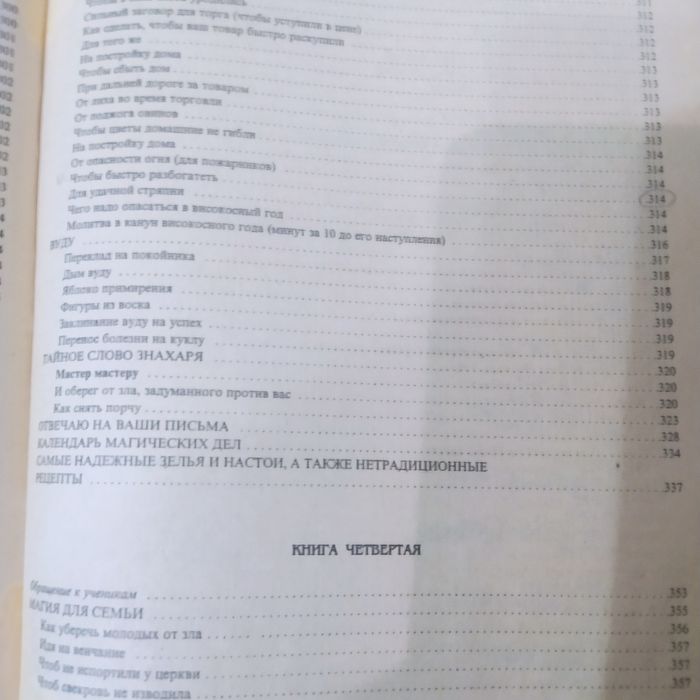 Сильный заговор для торга (чтобы уступили в цене) 312
Как сделать, чтобы ваш товар быстро раскупили 312
Для того же 313
На постройку дома 313
Чтобы сбыть дом 313
При дальней дороге за товаром 313
От лиха во время торговли 313
От поджога овинов 313
Чтобы цветы домашние не гибли 314
На постройку дома 314
От опасности огня (для пожарников) 314
Чтобы быстро разбогатеть 314
Для удачной стряпни 314
Чего надо опасаться в високосный год 314
Молитва в канун високосного года (минут за 10 до его наступления) 316
ВУДУ 317
Переклад на покойника 318
Дым вуду 318
Яблоко примирения 319
Фигуры из воска 319
Заклинание вуду на успех 319
Перенос болезни на куклу 319
ТАЙНОЕ СЛОВО ЗНАХАРЯ 320
Мастер мастеру 320
И оберег от зла, задуманного против вас 320
Как снять порчу 323
ОТВЕЧАЮ НА ВАШИ ПИСЬМА 328
КАЛЕНДАРЬ МАГИЧЕСКИХ ДЕЛ 334
САМЫЕ НАДЕЖНЫЕ ЗЕЛЬЯ И НАСТОИ, А ТАКЖЕ НЕТРАДИЦИОННЫЕ
РЕЦЕПТЫ 337
КНИГА ЧЕТВЕРТАЯ
Обращение к ученикам 353
МАГИЯ ДЛЯ СЕМЬИ 355
Как уберечь молодых от зла 356
Идя на венчание 357
Чтоб не испортили у церкви 357
Чтоб свекровь не изводила 357